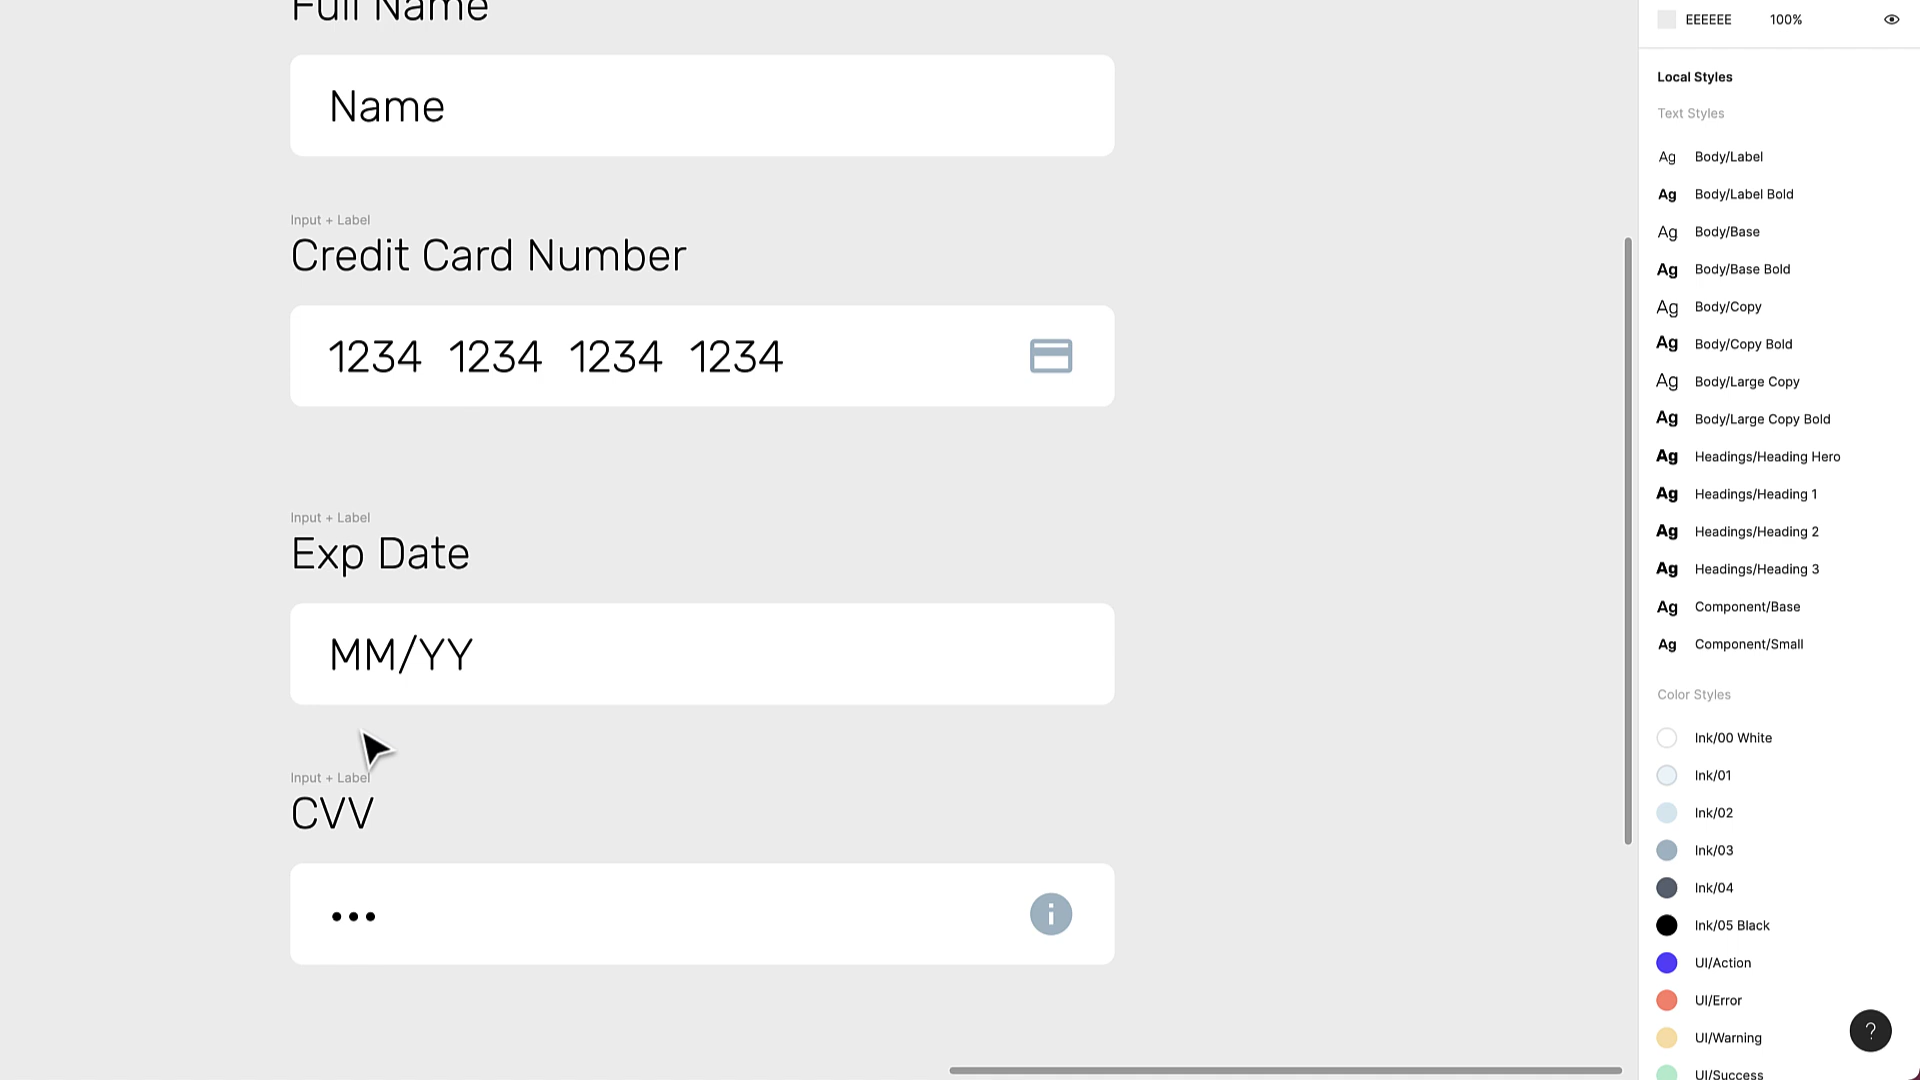 Full Name
Name
Input + Label
Credit Card Number
1234 1234 1234 1234
Input + Label
Exp Date
MM/YY
Input + Label
CVV
•••
i
EEEEEE 100%
Local Styles
Text Styles
Ag Body/Label
Ag Body/Label Bold
Ag Body/Base
Ag Body/Base Bold
Ag Body/Copy
Ag Body/Copy Bold
Ag Body/Large Copy
Ag Body/Large Copy Bold
Ag Headings/Heading Hero
Ag Headings/Heading 1
Ag Headings/Heading 2
Ag Headings/Heading 3
Ag Component/Base
Ag Component/Small
Color Styles
Ink/00 White
Ink/01
Ink/02
Ink/03
Ink/04
Ink/05 Black
UI/Action
UI/Error
UI/Warning
UI/Success
?